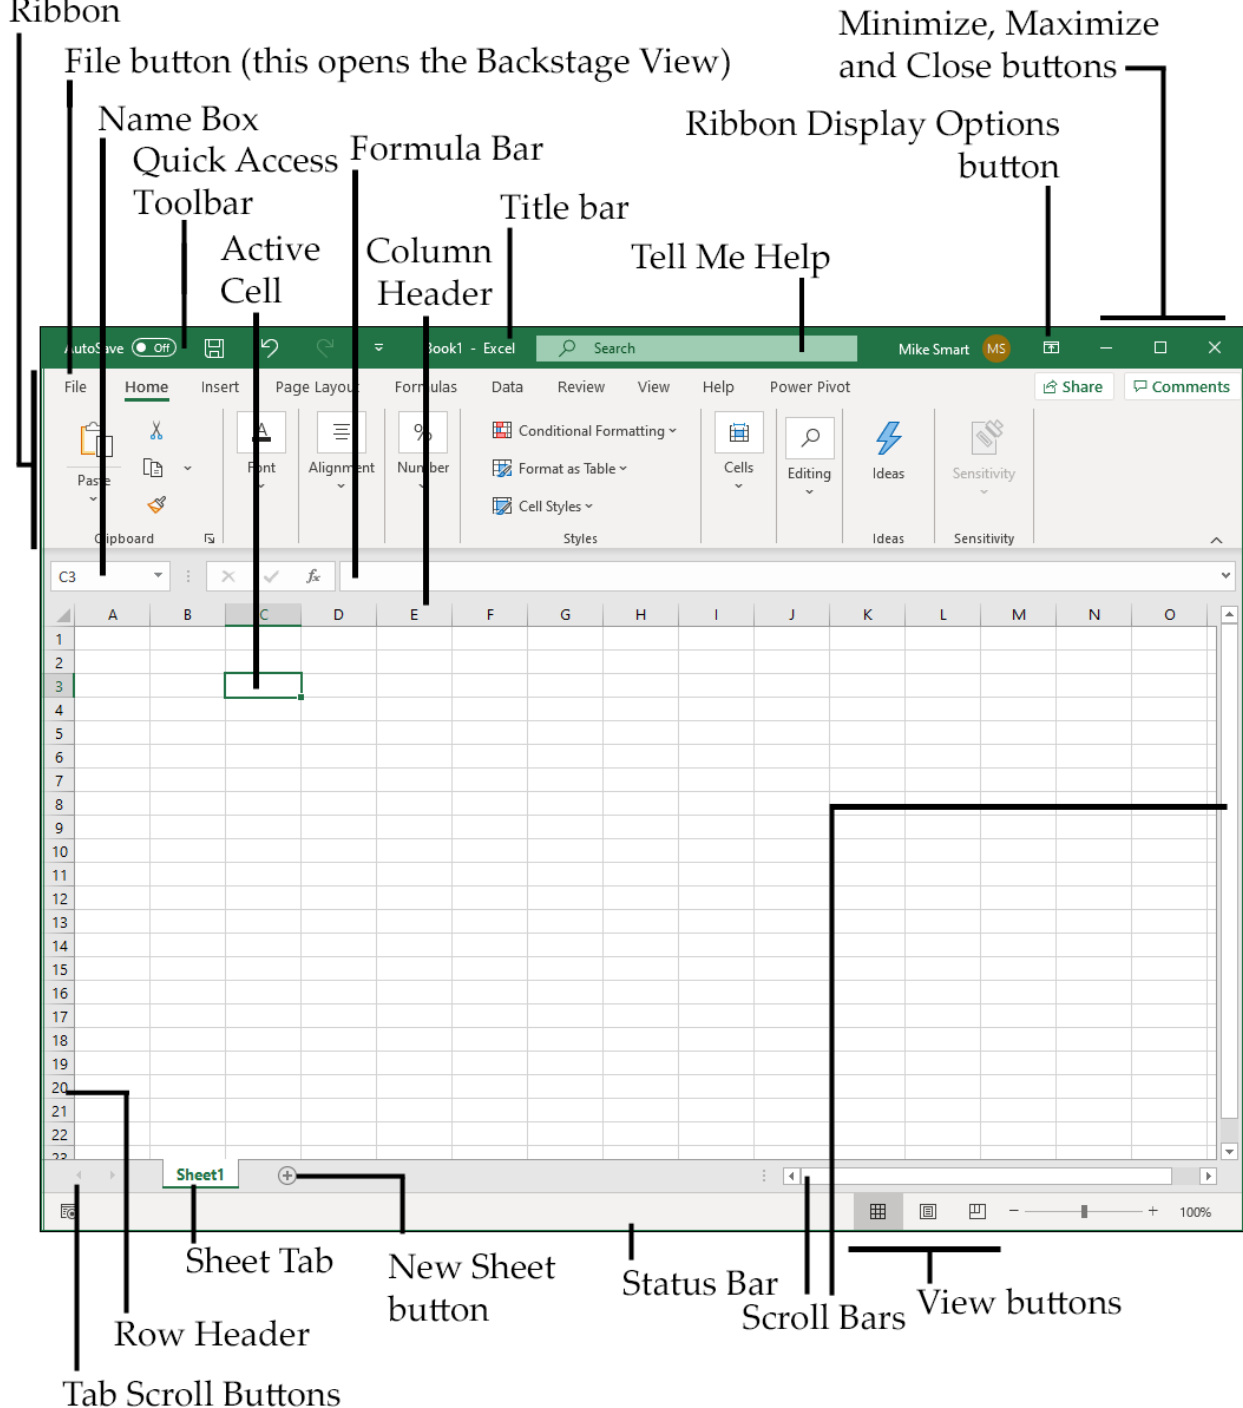 Ribbon
Minimize, Maximize
and Close buttons
File button (this opens the Backstage View)
Name Box
Ribbon Display Options
button
Quick Access
Toolbar
Formula Bar
Title bar
Active
Cell
Column
Header
Tell Me Help
AutoSave Off Book1 - Excel Search Mike Smart MS
File Home Insert Page Layout Formulas Data Review View Help Power Pivot Share Comments
Paste
Font
Alignment
Number
Conditional Formatting
Format as Table
Cell Styles
Cells
Editing
Ideas
Sensitivity
Clipboard Styles Ideas Sensitivity
C3 fx
A B C D E F G H I J K L M N O
1
2
3
4
5
6
7
8
9
10
11
12
13
14
15
16
17
18
19
20
21
22
23
Sheet1
100%
Sheet Tab
New Sheet
button
Status Bar
Scroll Bars
View buttons
Row Header
Tab Scroll Buttons